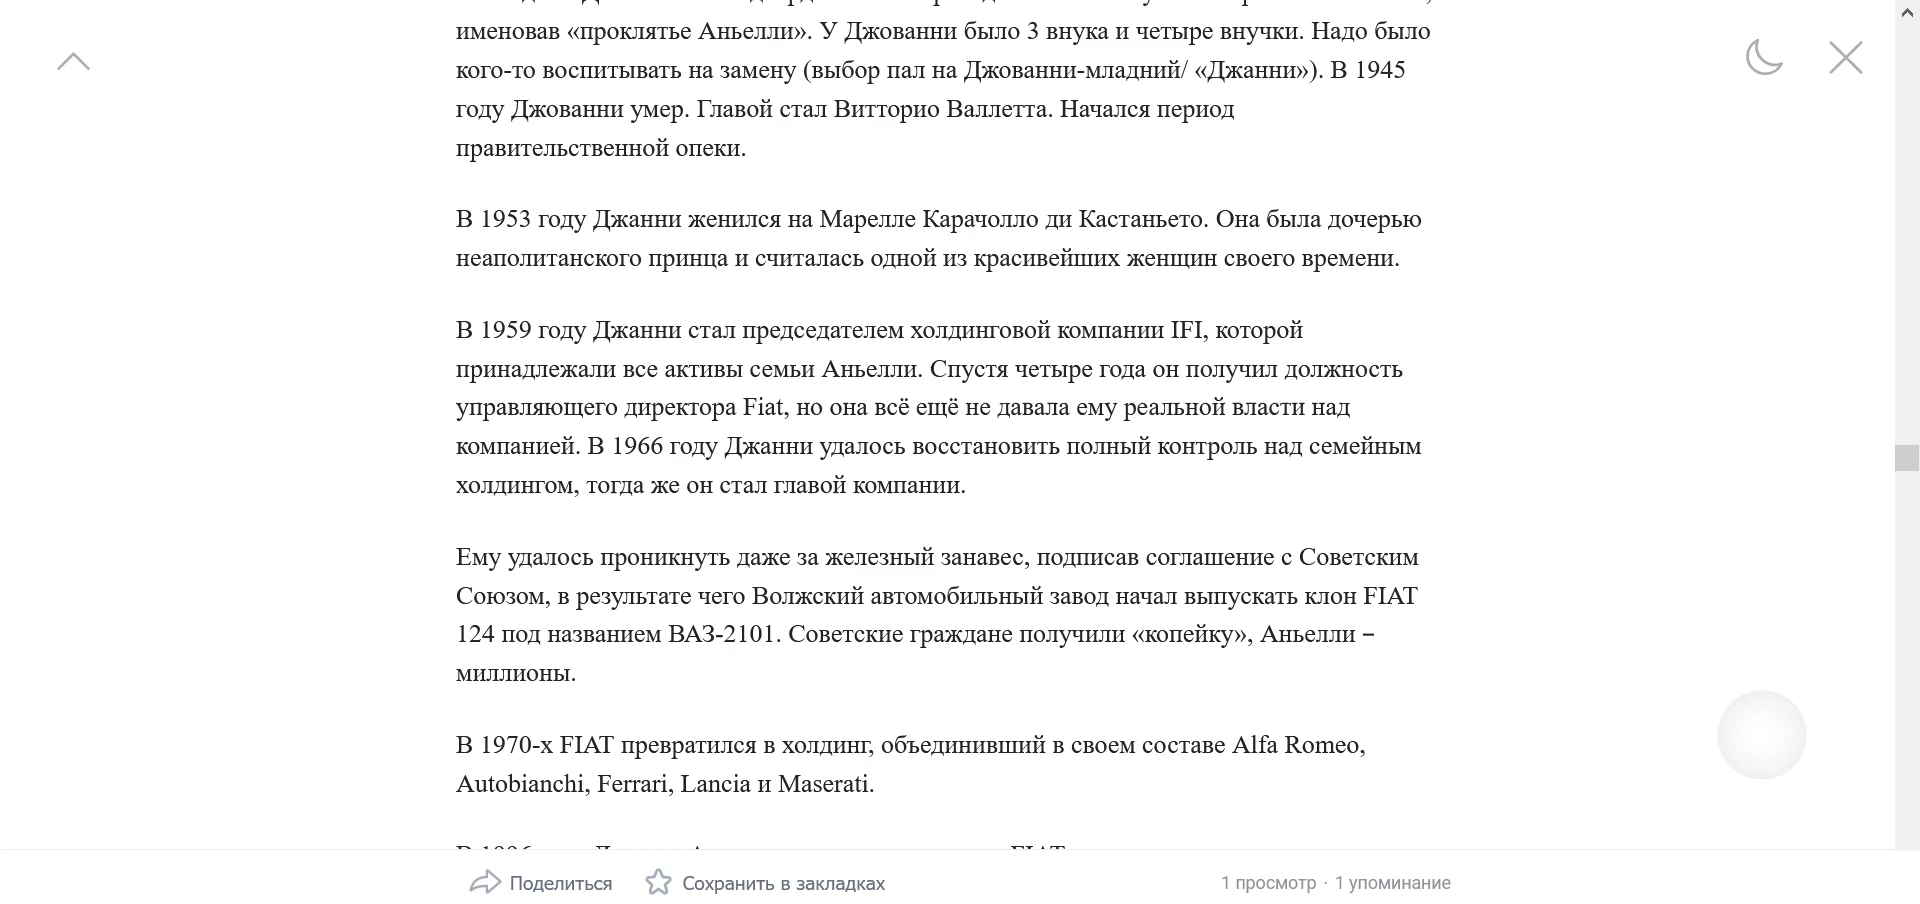 именовав «проклятье Аньелли». У Джованни было 3 внука и четыре внучки. Надо было
кого-то воспитывать на замену (выбор пал на Джованни-младний/ «Джанни»). В 1945
году Джованни умер. Главой стал Витторио Валлетта. Начался период
правительственной опеки.
В 1953 году Джанни женился на Марелле Карачолло ди Кастаньето. Она была дочерью
неаполитанского принца и считалась одной из красивейших женщин своего времени.
В 1959 году Джанни стал председателем холдинговой компании IFI, которой
принадлежали все активы семьи Аньелли. Спустя четыре года он получил должность
управляющего директора Fiat, но она всё ещё не давала ему реальной власти над
компанией. В 1966 году Джанни удалось восстановить полный контроль над семейным
холдингом, тогда же он стал главой компании.
Ему удалось проникнуть даже за железный занавес, подписав соглашение с Советским
Союзом, в результате чего Волжский автомобильный завод начал выпускать клон FIAT
124 под названием ВАЗ-2101. Советские граждане получили «копейку», Аньелли –
миллионы.
В 1970-х FIAT превратился в холдинг, объединивший в своем составе Alfa Romeo,
Autobianchi, Ferrari, Lancia и Maserati.
Поделиться
Сохранить в закладках
1 просмотр · 1 упоминание